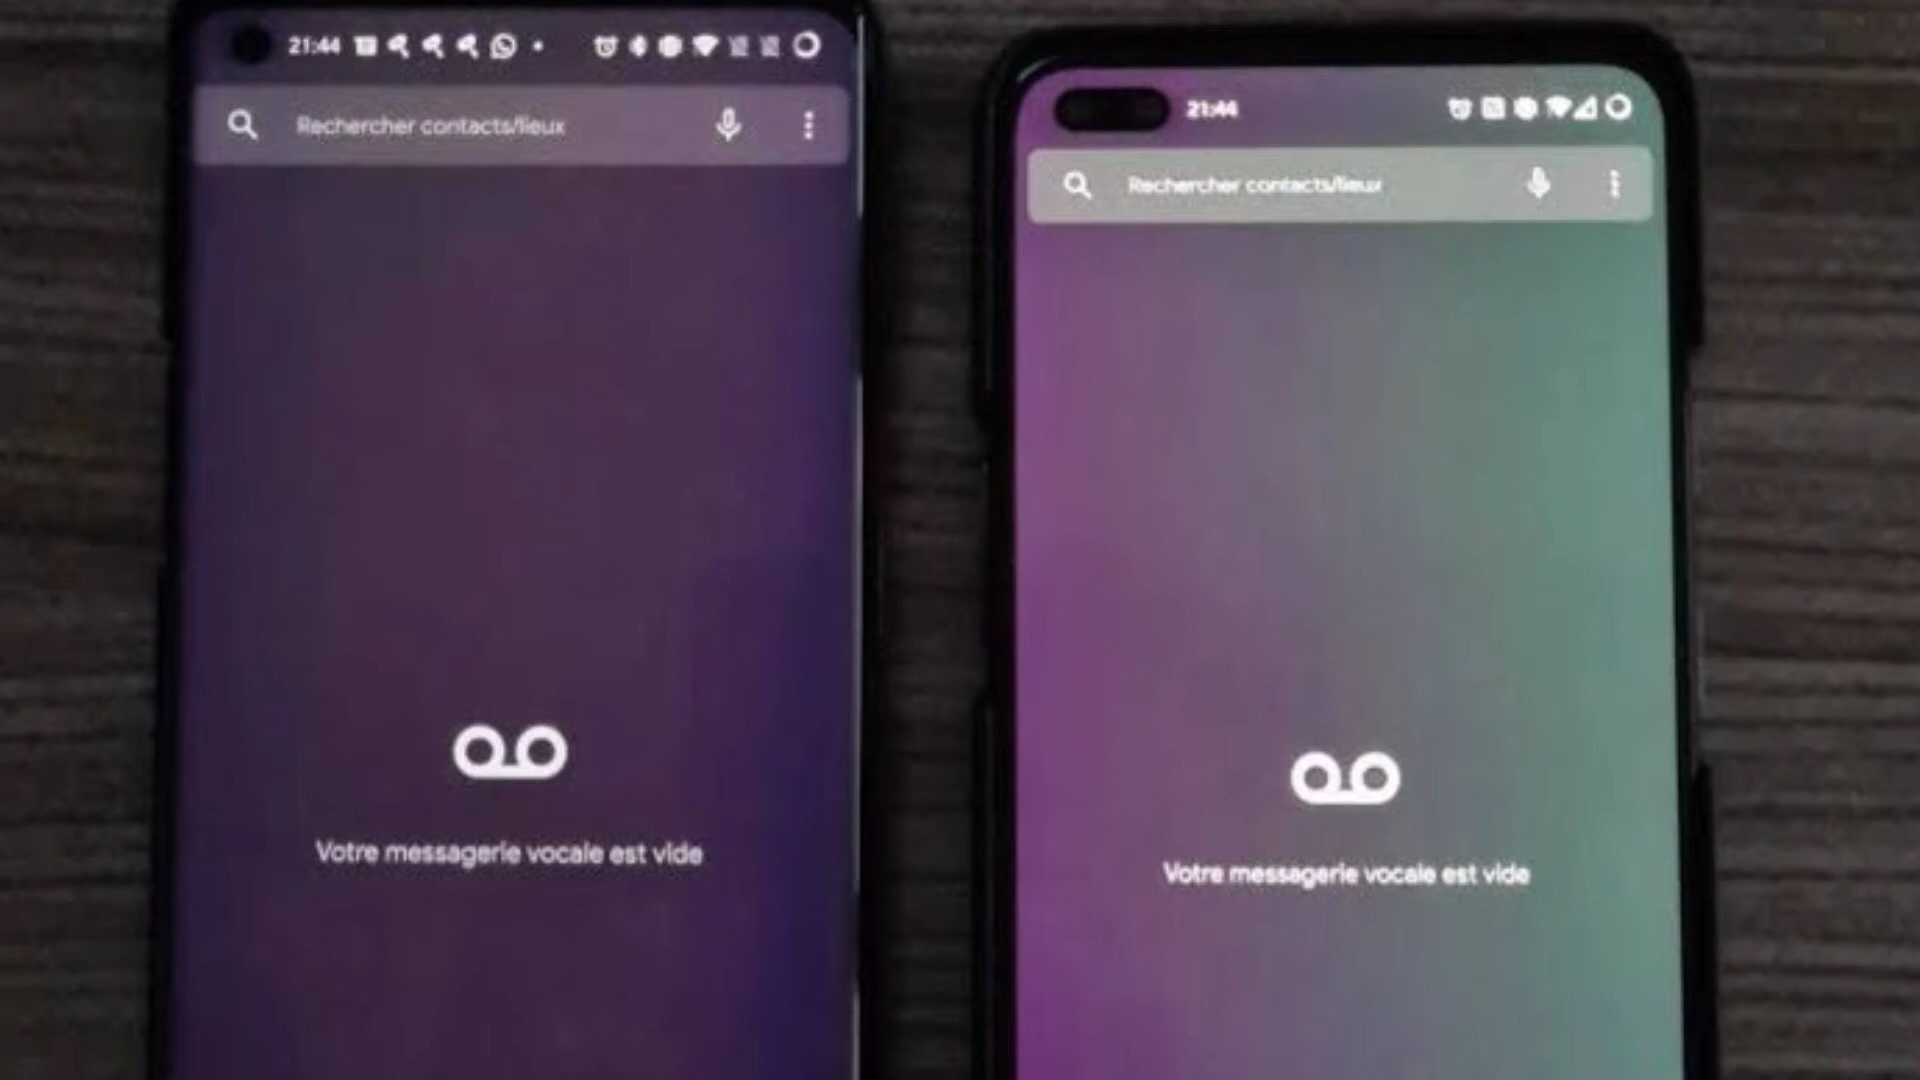 21:44
Rechercher contacts/lieux
Votre messagerie vocale est vide
21:44
Rechercher contacts/lieux
Votre messagerie vocale est vide